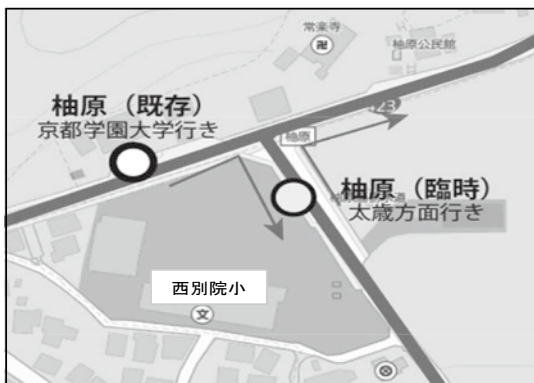 常楽寺
柚原公民館
柚原（既存）
京都学園大学行き
423
柚原
柚原（臨時）
太歳方面行き
西別院小
文